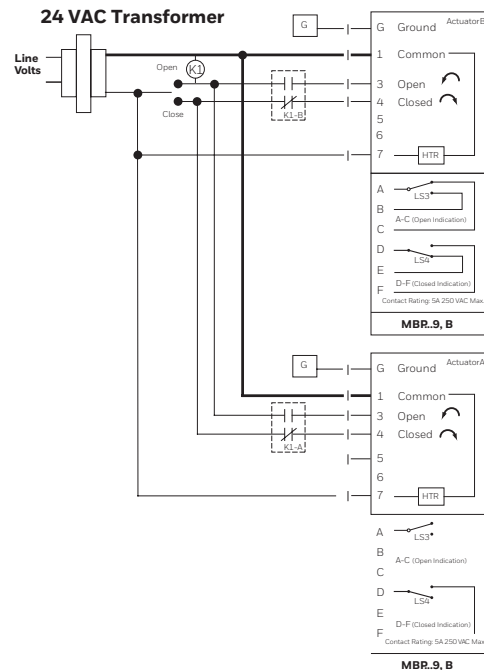 24 VAC Transformer
Line
Volts
Open
K1
Close
K1-B
G
ActuatorB
G Ground
1 Common
3 Open
4 Closed
5
6
7
HTR
A
LS3
B
A-C (Open Indication)
C
D
LS4
E
D-F (Closed Indication)
F
Contact Rating: 5A 250 VAC Max.
MBP...9, B
G
ActuatorA
G Ground
1 Common
3 Open
4 Closed
K1-A
5
6
7
HTR
A
LS3
B
A-C (Open Indication)
C
D
LS4
E
D-F (Closed Indication)
F
Contact Rating: 5A 250 VAC Max.
MBP...9, B